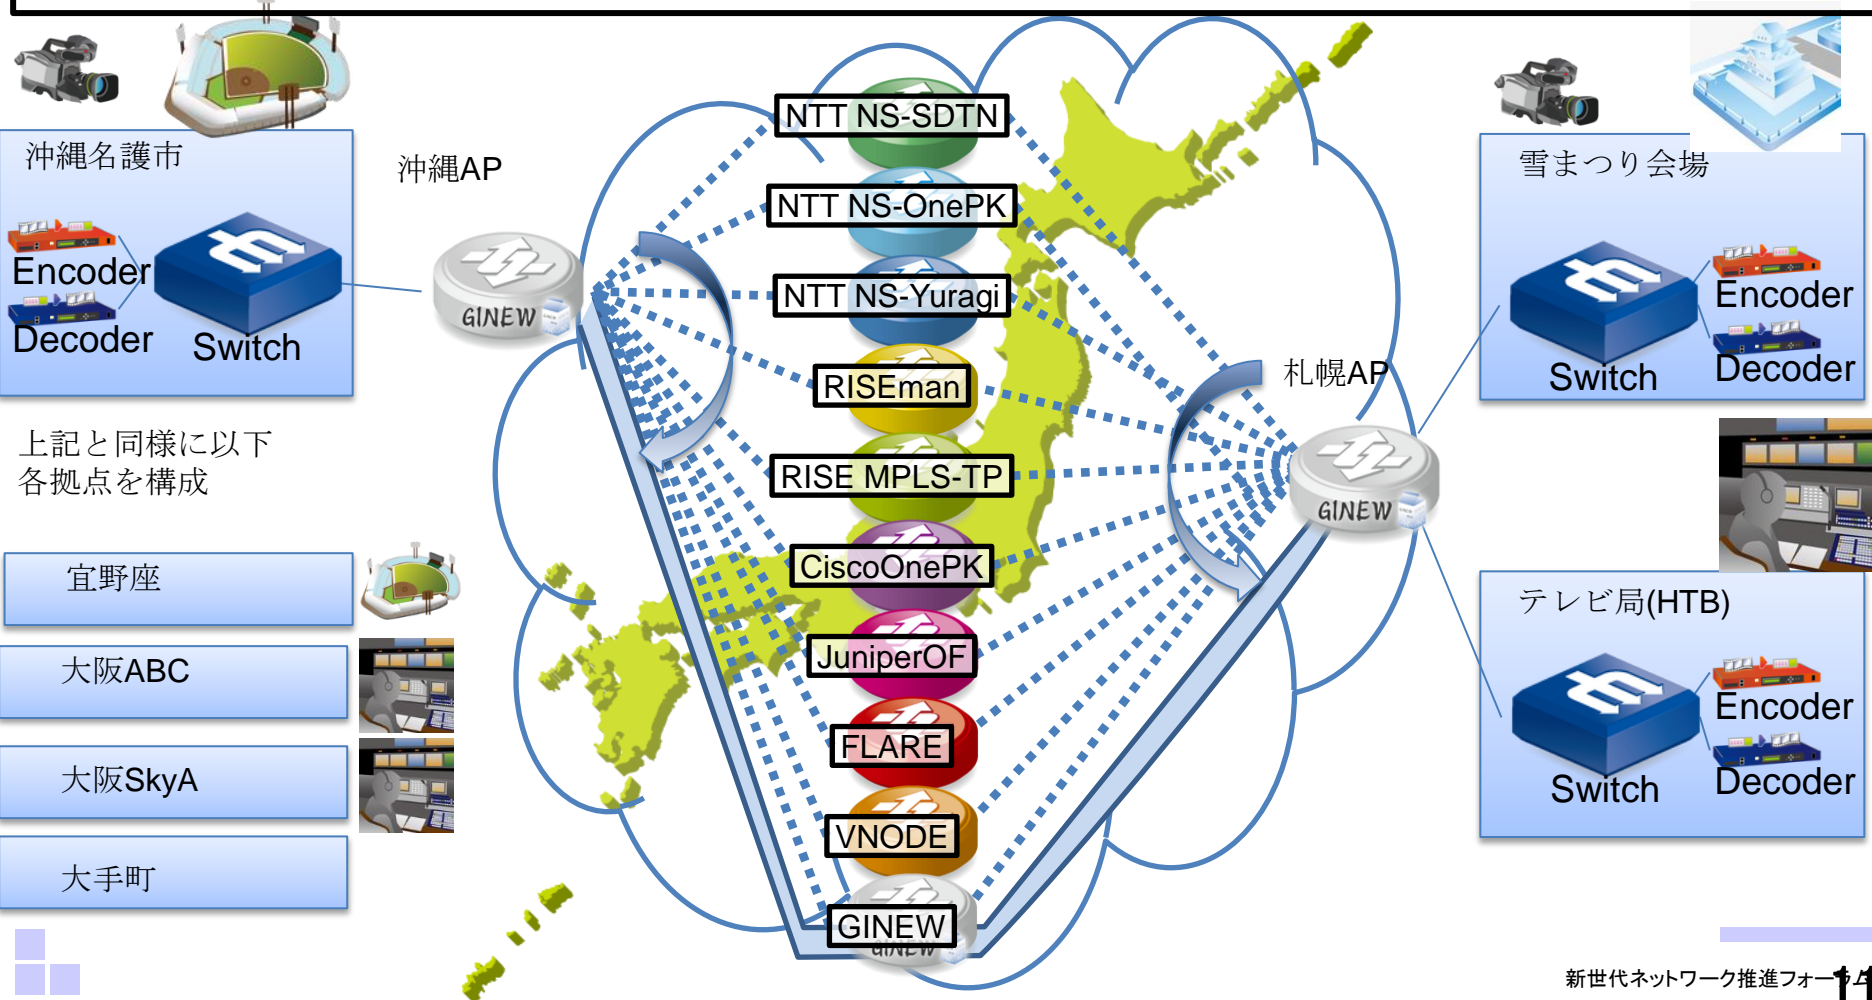 沖縄名護市
Encoder
Decoder
Switch
沖縄AP
GINEW
上記と同様に以下
各拠点を構成
宜野座
大阪ABC
大阪SkyA
大手町
NTT NS-SDTN
NTT NS-OnePK
NTT NS-Yuragi
RISEman
RISE MPLS-TP
CiscoOnePK
JuniperOF
FLARE
VNODE
GINEW
GINEW
札幌AP
GINEW
雪まつり会場
Encoder
Decoder
Switch
テレビ局(HTB)
Encoder
Decoder
Switch
新世代ネットワーク推進フォーラム
11